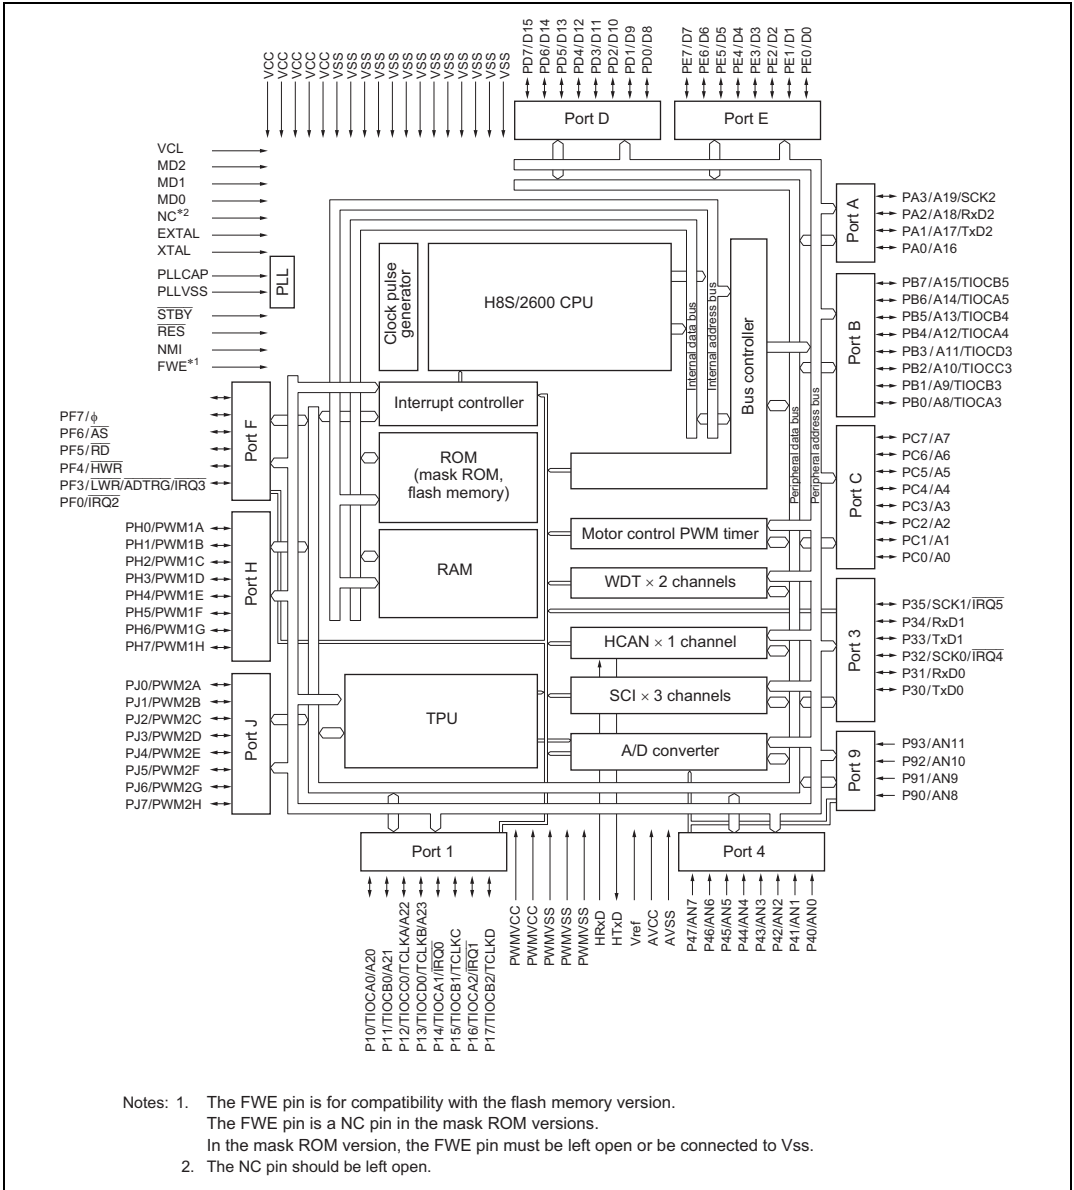 VCC
VCC
VCC
VCC
VCC
VSS
VSS
VSS
VSS
VSS
VSS
VSS
VSS
VSS
VSS
VSS
VSS
VSS
PD7/D15
PD6/D14
PD5/D13
PD4/D12
PD3/D11
PD2/D10
PD1/D9
PD0/D8
PE7/D7
PE6/D6
PE5/D5
PE4/D4
PE3/D3
PE2/D2
PE1/D1
PE0/D0
Port D
Port E
VCL
MD2
MD1
MD0
NC*2
EXTAL
XTAL
PLLCAP
PLLVSS
STBY
RES
NMI
FWE*1
PLL
Clock pulse
generator
H8S/2600 CPU
Internal data bus
Internal address bus
Bus controller
Peripheral data bus
Peripheral address bus
Port A
PA3/A19/SCK2
PA2/A18/RxD2
PA1/A17/TxD2
PA0/A16
Port B
PB7/A15/TIOCB5
PB6/A14/TIOCA5
PB5/A13/TIOCB4
PB4/A12/TIOCA4
PB3/A11/TIOCD3
PB2/A10/TIOCC3
PB1/A9/TIOCB3
PB0/A8/TIOCA3
Interrupt controller
ROM
(mask ROM,
flash memory)
RAM
PF7/ϕ
PF6/AS
PF5/RD
PF4/HWR
PF3/LWR/ADTRG/IRQ3
PF0/IRQ2
Port F
Port C
PC7/A7
PC6/A6
PC5/A5
PC4/A4
PC3/A3
PC2/A2
PC1/A1
PC0/A0
PH0/PWM1A
PH1/PWM1B
PH2/PWM1C
PH3/PWM1D
PH4/PWM1E
PH5/PWM1F
PH6/PWM1G
PH7/PWM1H
Port H
Motor control PWM timer
WDT × 2 channels
HCAN × 1 channel
SCI × 3 channels
A/D converter
TPU
Port 3
P35/SCK1/IRQ5
P34/RxD1
P33/TxD1
P32/SCK0/IRQ4
P31/RxD0
P30/TxD0
PJ0/PWM2A
PJ1/PWM2B
PJ2/PWM2C
PJ3/PWM2D
PJ4/PWM2E
PJ5/PWM2F
PJ6/PWM2G
PJ7/PWM2H
Port J
Port 9
P93/AN11
P92/AN10
P91/AN9
P90/AN8
Port 1
Port 4
P10/TIOCA0/A20
P11/TIOCB0/A21
P12/TIOCC0/TCLKA/A22
P13/TIOCD0/TCLKB/A23
P14/TIOCA1/IRQ0
P15/TIOCB1/TCLKC
P16/TIOCA2/IRQ1
P17/TIOCB2/TCLKD
PWMVCC
PWMVCC
PWMVSS
PWMVSS
PWMVSS
HRxD
HTxD
Vref
AVCC
AVSS
P47/AN7
P46/AN6
P45/AN5
P44/AN4
P43/AN3
P42/AN2
P41/AN1
P40/AN0
Notes: 1. The FWE pin is for compatibility with the flash memory version.
The FWE pin is a NC pin in the mask ROM versions.
In the mask ROM version, the FWE pin must be left open or be connected to Vss.
2. The NC pin should be left open.